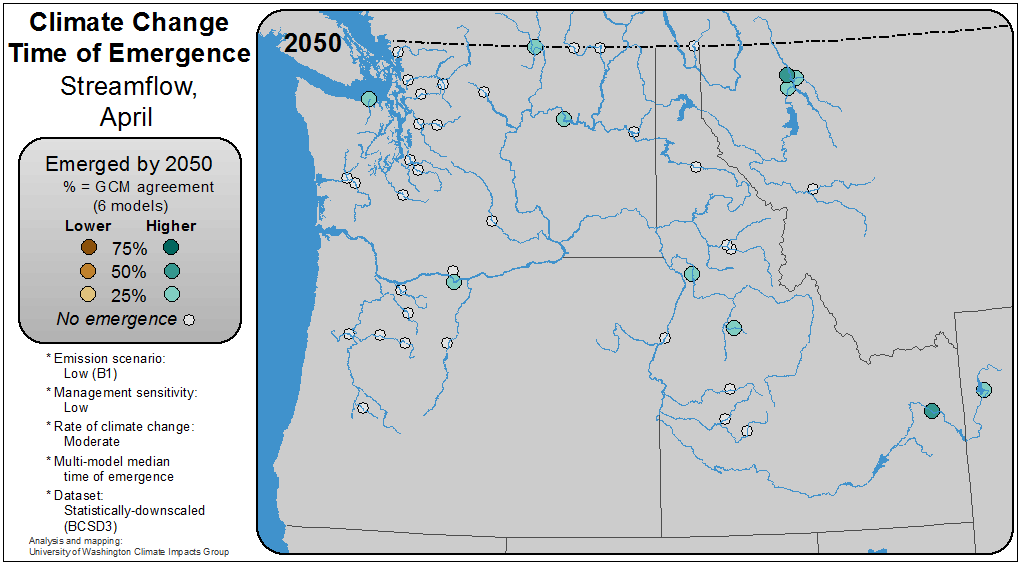 Climate Change
Time of Emergence
Streamflow,
April
2050
Emerged by 2050
% = GCM agreement
(6 models)
Lower Higher
75%
50%
25%
No emergence
* Emission scenario:
Low (B1)
* Management sensitivity:
Low
* Rate of climate change:
Moderate
* Multi-model median
time of emergence
* Dataset:
Statistically-downscaled
(BCSD3)
Analysis and mapping:
University of Washington Climate Impacts Group